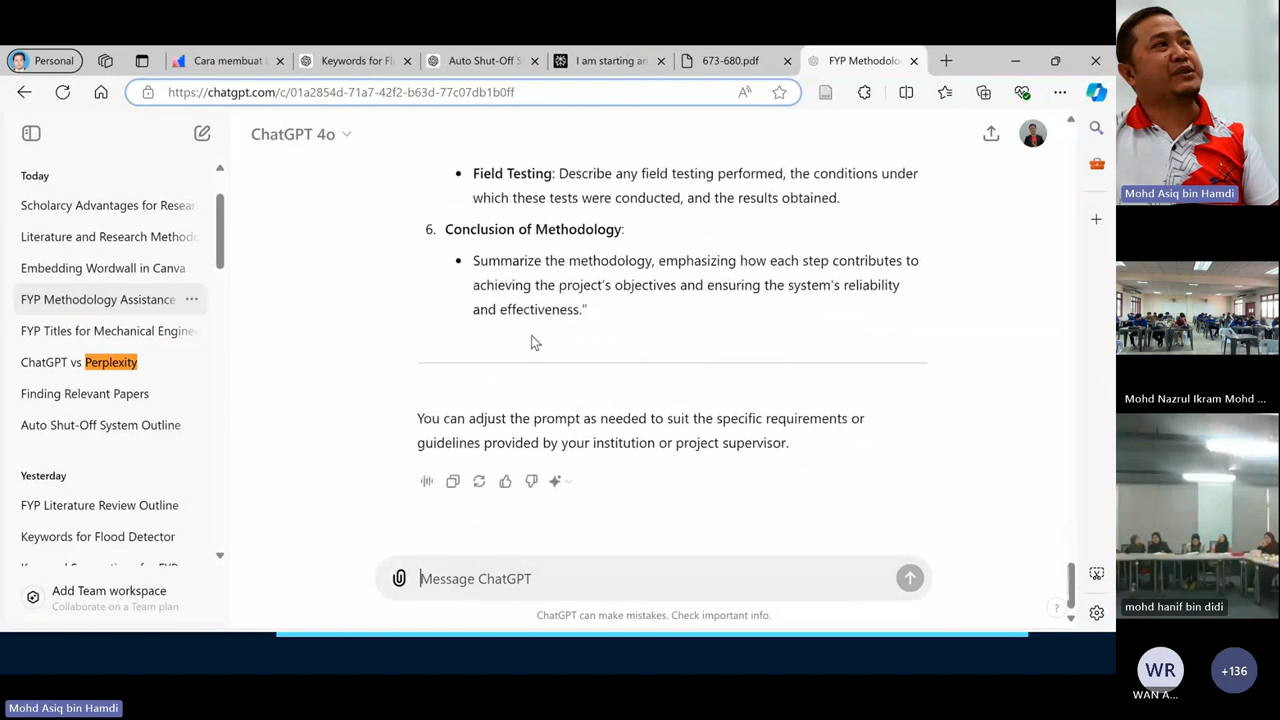 Personal
Cara membuat L
Keywords for Fl
Auto Shut-Off S
I am starting an
673-680.pdf
FYP Methodolo
https://chatgpt.com/c/01a2854d-71a7-42f2-b63d-77c07db1b0ff
ChatGPT 4o
Today
Scholarcy Advantages for Resear
Literature and Research Methodo
Embedding Wordwall in Canva
FYP Methodology Assistance
FYP Titles for Mechanical Enginee
ChatGPT vs Perplexity
Finding Relevant Papers
Auto Shut-Off System Outline
Yesterday
FYP Literature Review Outline
Keywords for Flood Detector
Add Team workspace
Collaborate on a Team plan
• Field Testing: Describe any field testing performed, the conditions under
which these tests were conducted, and the results obtained.
6. Conclusion of Methodology:
• Summarize the methodology, emphasizing how each step contributes to
achieving the project's objectives and ensuring the system's reliability
and effectiveness."
You can adjust the prompt as needed to suit the specific requirements or
guidelines provided by your institution or project supervisor.
Message ChatGPT
ChatGPT can make mistakes. Check important info.
?
Mohd Asiq bin Hamdi
Mohd Nazrul Ikram Mohd ...
mohd hanif bin didi
WR
WAN A...
+136
Mohd Asiq bin Hamdi